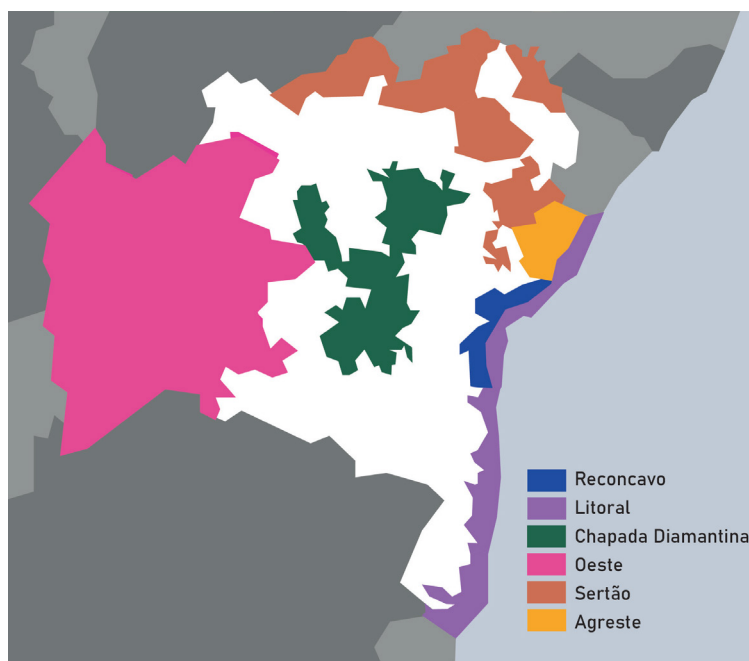 Reconcavo
Litoral
Chapada Diamantina
Oeste
Sertão
Agreste